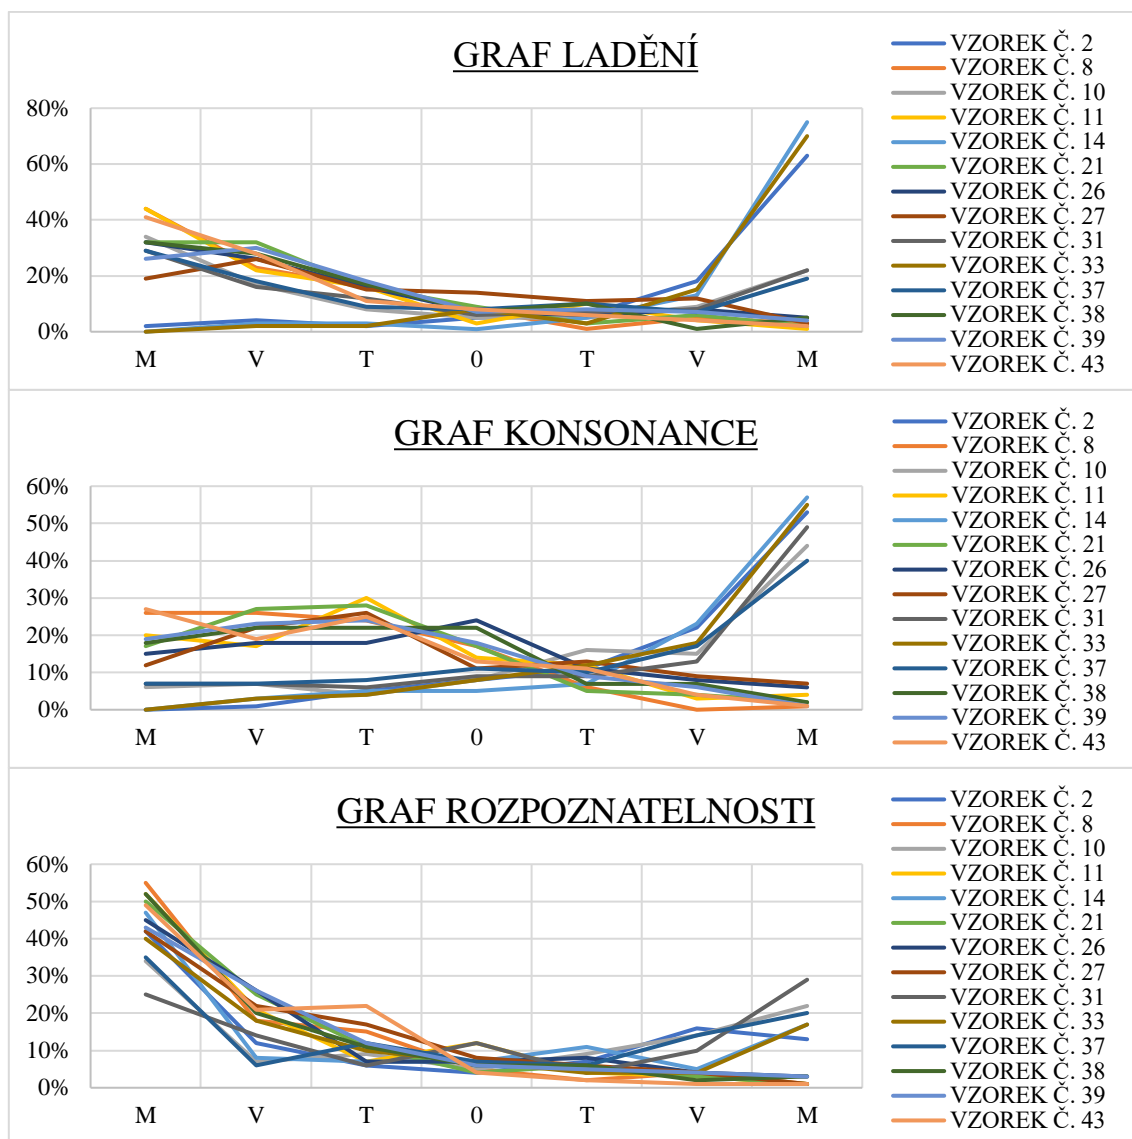 GRAF LADĚNÍ
80%
60%
40%
20%
0%
M V T 0 T V M
VZOREK Č. 2
VZOREK Č. 8
VZOREK Č. 10
VZOREK Č. 11
VZOREK Č. 14
VZOREK Č. 21
VZOREK Č. 26
VZOREK Č. 27
VZOREK Č. 31
VZOREK Č. 33
VZOREK Č. 37
VZOREK Č. 38
VZOREK Č. 39
VZOREK Č. 43
GRAF KONSONANCE
60%
50%
40%
30%
20%
10%
0%
M V T 0 T V M
VZOREK Č. 2
VZOREK Č. 8
VZOREK Č. 10
VZOREK Č. 11
VZOREK Č. 14
VZOREK Č. 21
VZOREK Č. 26
VZOREK Č. 27
VZOREK Č. 31
VZOREK Č. 33
VZOREK Č. 37
VZOREK Č. 38
VZOREK Č. 39
VZOREK Č. 43
GRAF ROZPOZNATELNOSTI
60%
50%
40%
30%
20%
10%
0%
M V T 0 T V M
VZOREK Č. 2
VZOREK Č. 8
VZOREK Č. 10
VZOREK Č. 11
VZOREK Č. 14
VZOREK Č. 21
VZOREK Č. 26
VZOREK Č. 27
VZOREK Č. 31
VZOREK Č. 33
VZOREK Č. 37
VZOREK Č. 38
VZOREK Č. 39
VZOREK Č. 43